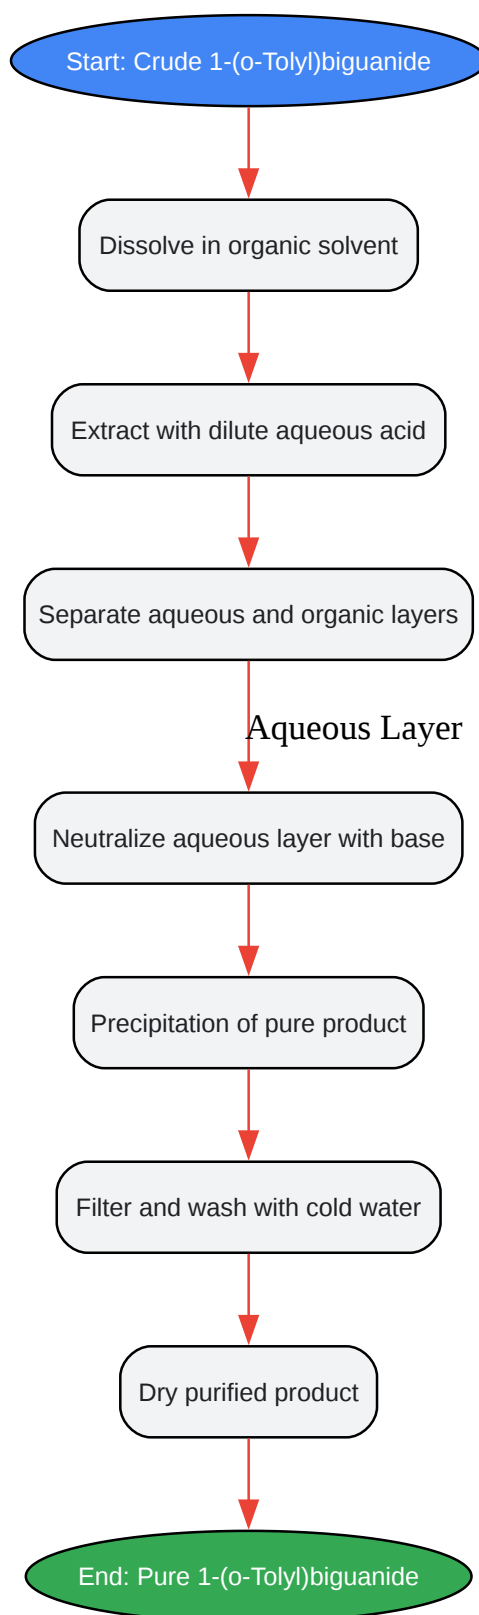 Start: Crude 1-(o-Tolyl)biguanide
Dissolve in organic solvent
Extract with dilute aqueous acid
Separate aqueous and organic layers
Aqueous Layer
Neutralize aqueous layer with base
Precipitation of pure product
Filter and wash with cold water
Dry purified product
End: Pure 1-(o-Tolyl)biguanide